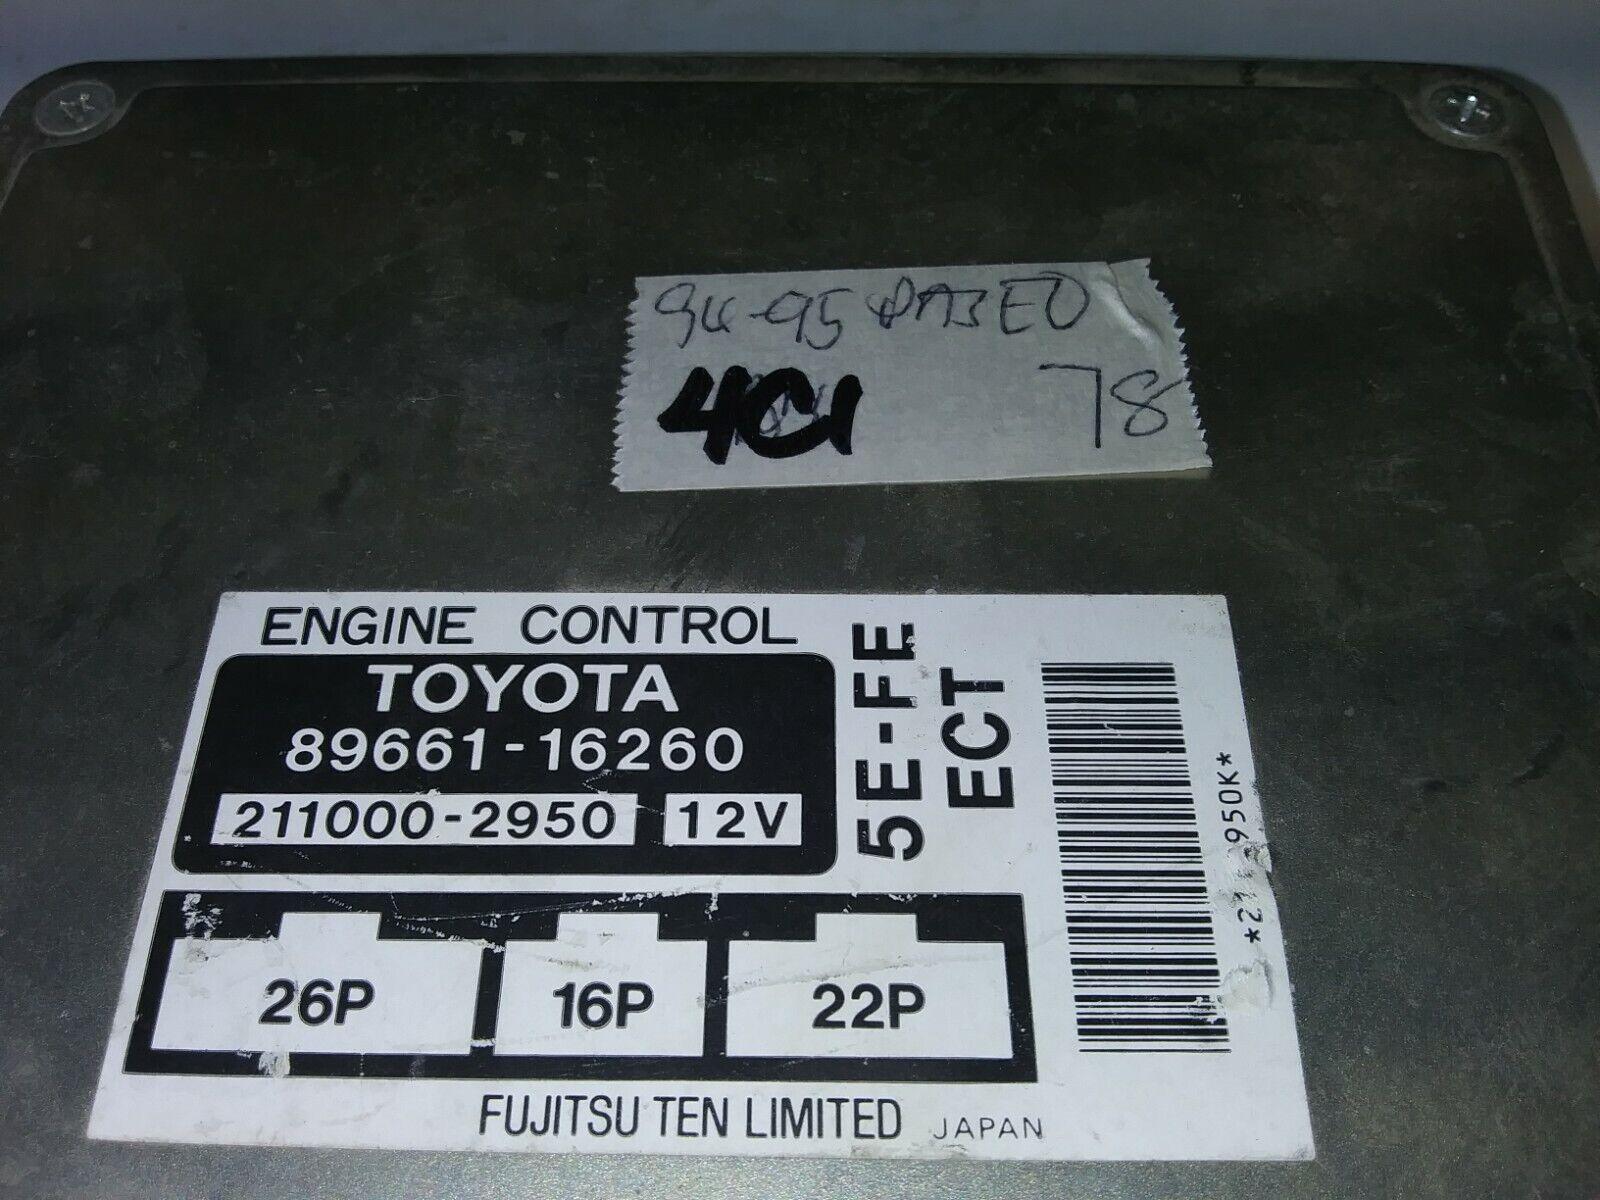 94-95 PASEO
4C1 78
ENGINE CONTROL
TOYOTA
89661-16260
211000-2950 12V
5E-FE
ECT
26P 16P 22P
FUJITSU TEN LIMITED JAPAN
950K*